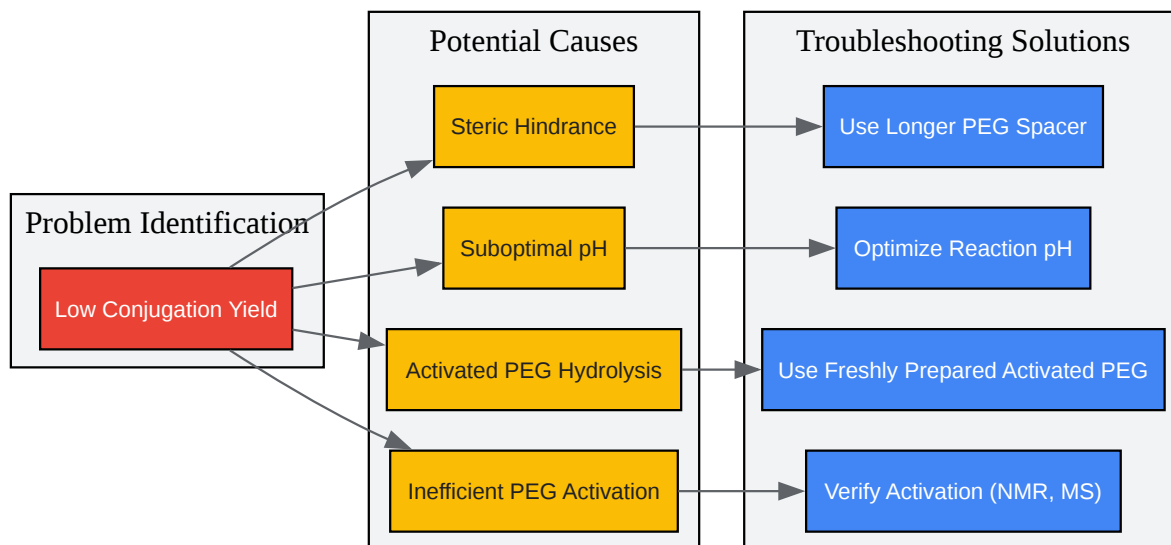 Potential Causes
Troubleshooting Solutions
Steric Hindrance
Use Longer PEG Spacer
Problem Identification
Suboptimal pH
Optimize Reaction pH
Low Conjugation Yield
Activated PEG Hydrolysis
Use Freshly Prepared Activated PEG
Inefficient PEG Activation
Verify Activation (NMR, MS)